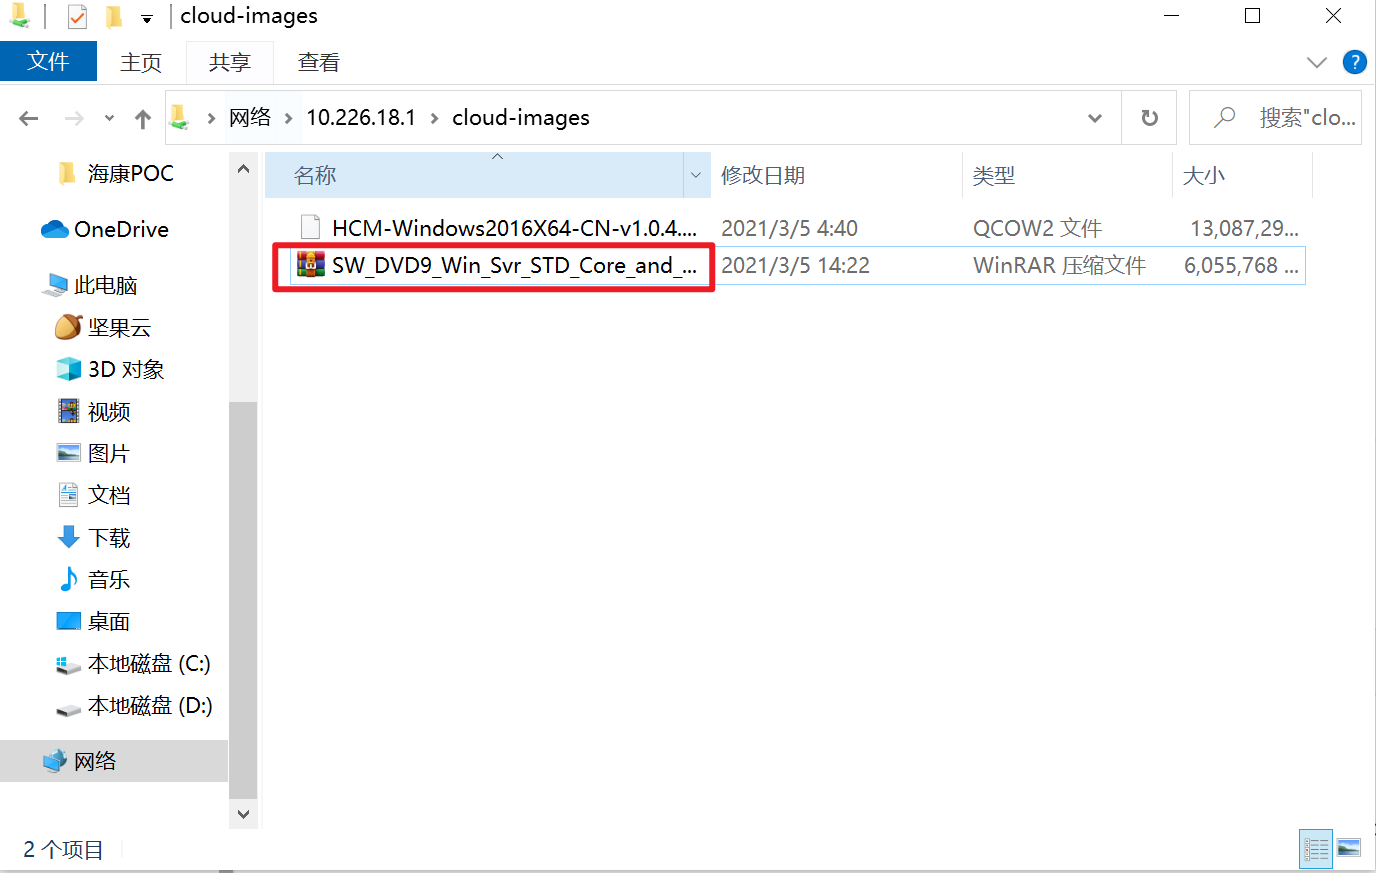 cloud-images
文件 主页 共享 查看
?
网络 10.226.18.1 cloud-images
搜索"clo...
海康POC
OneDrive
此电脑
坚果云
3D 对象
视频
图片
文档
下载
音乐
桌面
本地磁盘 (C:)
本地磁盘 (D:)
网络
名称 修改日期 类型 大小
HCM-Windows2016X64-CN-v1.0.4.... 2021/3/5 4:40 QCOW2 文件 13,087,29...
SW_DVD9_Win_Svr_STD_Core_and_... 2021/3/5 14:22 WinRAR 压缩文件 6,055,768 ...
2 个项目